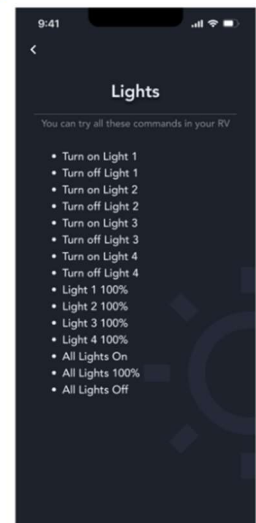 9:41
Lights
You can try all these commands in your RV
• Turn on Light 1
• Turn off Light 1
• Turn on Light 2
• Turn off Light 2
• Turn on Light 3
• Turn off Light 3
• Turn on Light 4
• Turn off Light 4
• Light 1 100%
• Light 2 100%
• Light 3 100%
• Light 4 100%
• All Lights On
• All Lights 100%
• All Lights Off